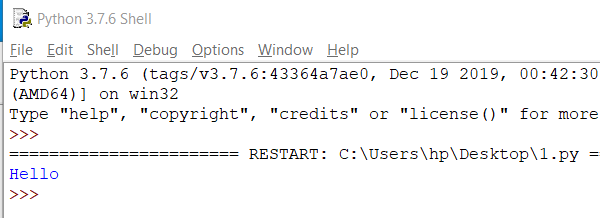 Python 3.7.6 Shell
File Edit Shell Debug Options Window Help
Python 3.7.6 (tags/v3.7.6:43364a7ae0, Dec 19 2019, 00:42:30
(AMD64)] on win32
Type "help", "copyright", "credits" or "license()" for more
>>>
======================= RESTART: C:\Users\hp\Desktop\1.py =
Hello
>>>